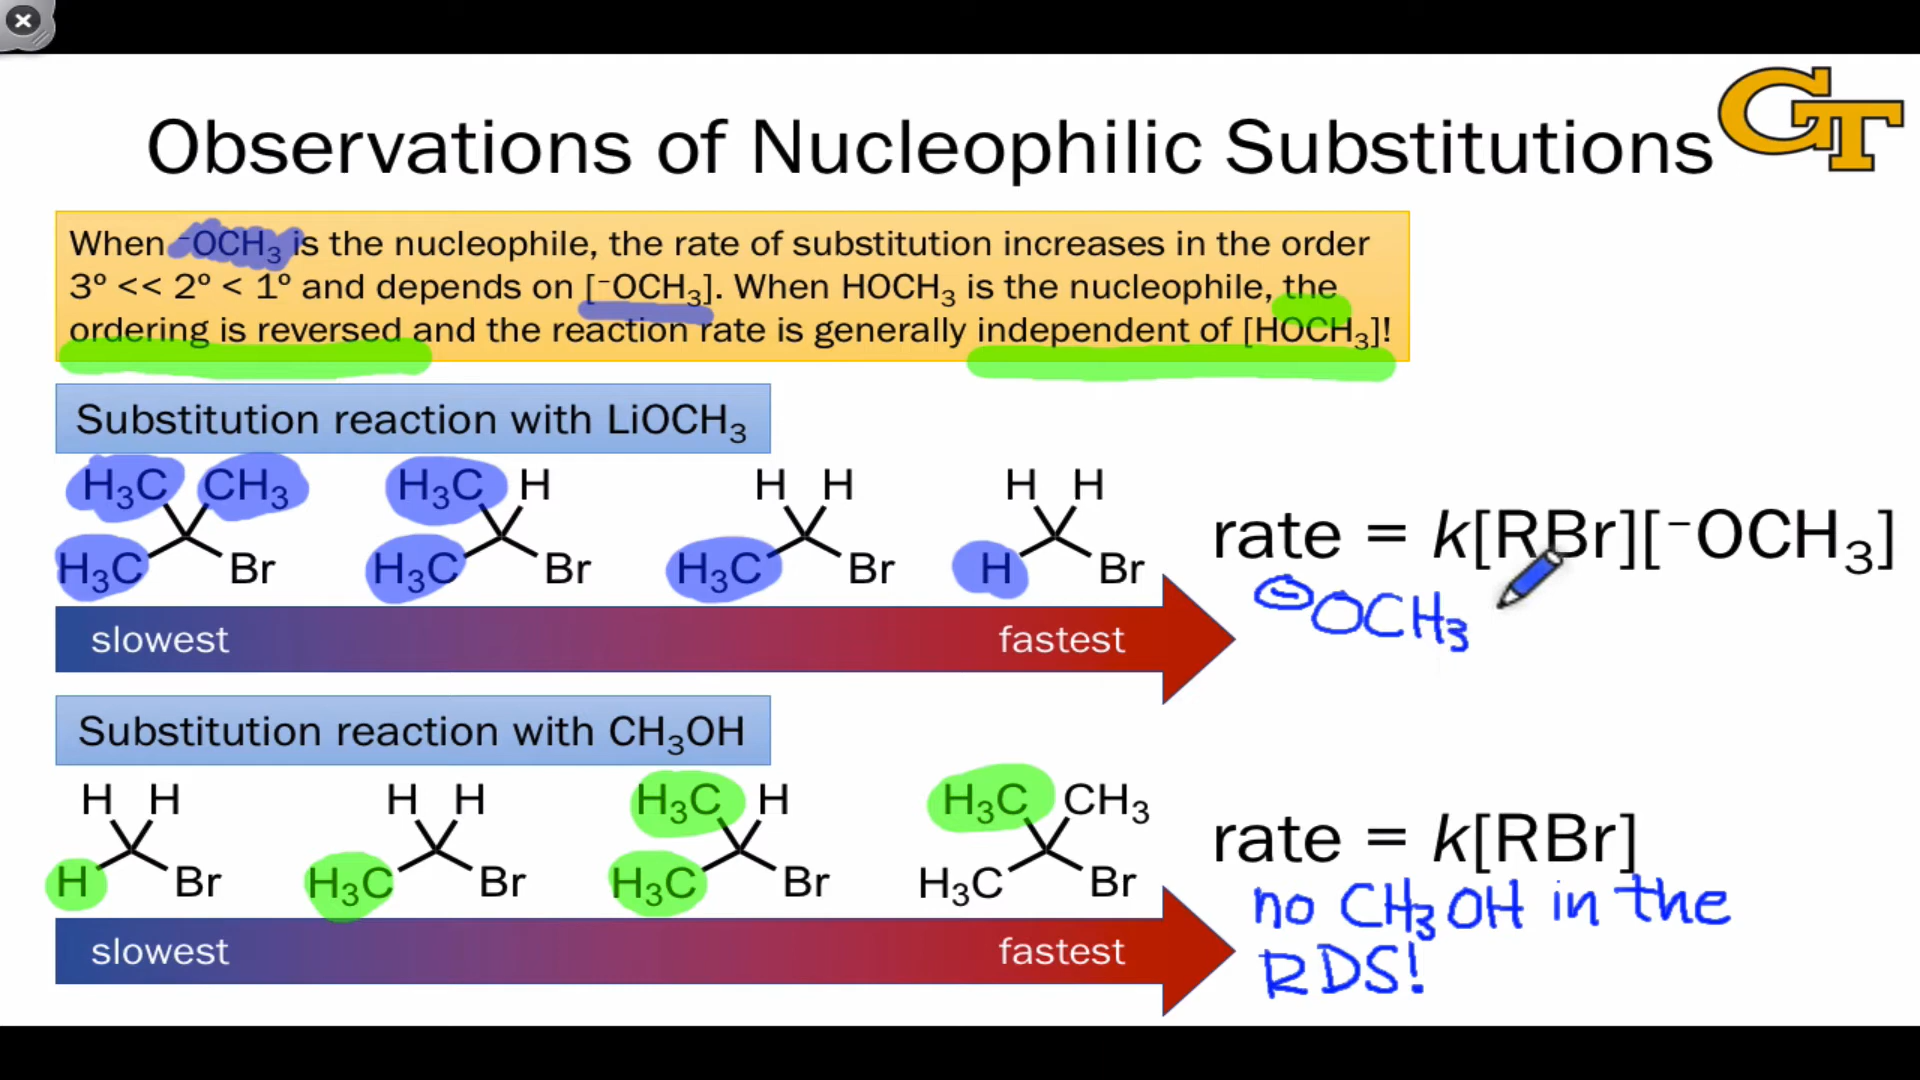 GT
Observations of Nucleophilic Substitutions
When ⁻OCH₃ is the nucleophile, the rate of substitution increases in the order
3º << 2º < 1º and depends on [⁻OCH₃]. When HOCH₃ is the nucleophile, the
ordering is reversed and the reaction rate is generally independent of [HOCH₃]!
Substitution reaction with LiOCH₃
H₃C CH₃ H₃C H H H H H
H₃C Br H₃C Br H₃C Br H Br
rate = k[RBr][⁻OCH₃]
⊖OCH₃
slowest fastest
Substitution reaction with CH₃OH
H H H H H₃C H H₃C CH₃
H Br H₃C Br H₃C Br H₃C Br
rate = k[RBr]
no CH₃OH in the
RDS!
slowest fastest